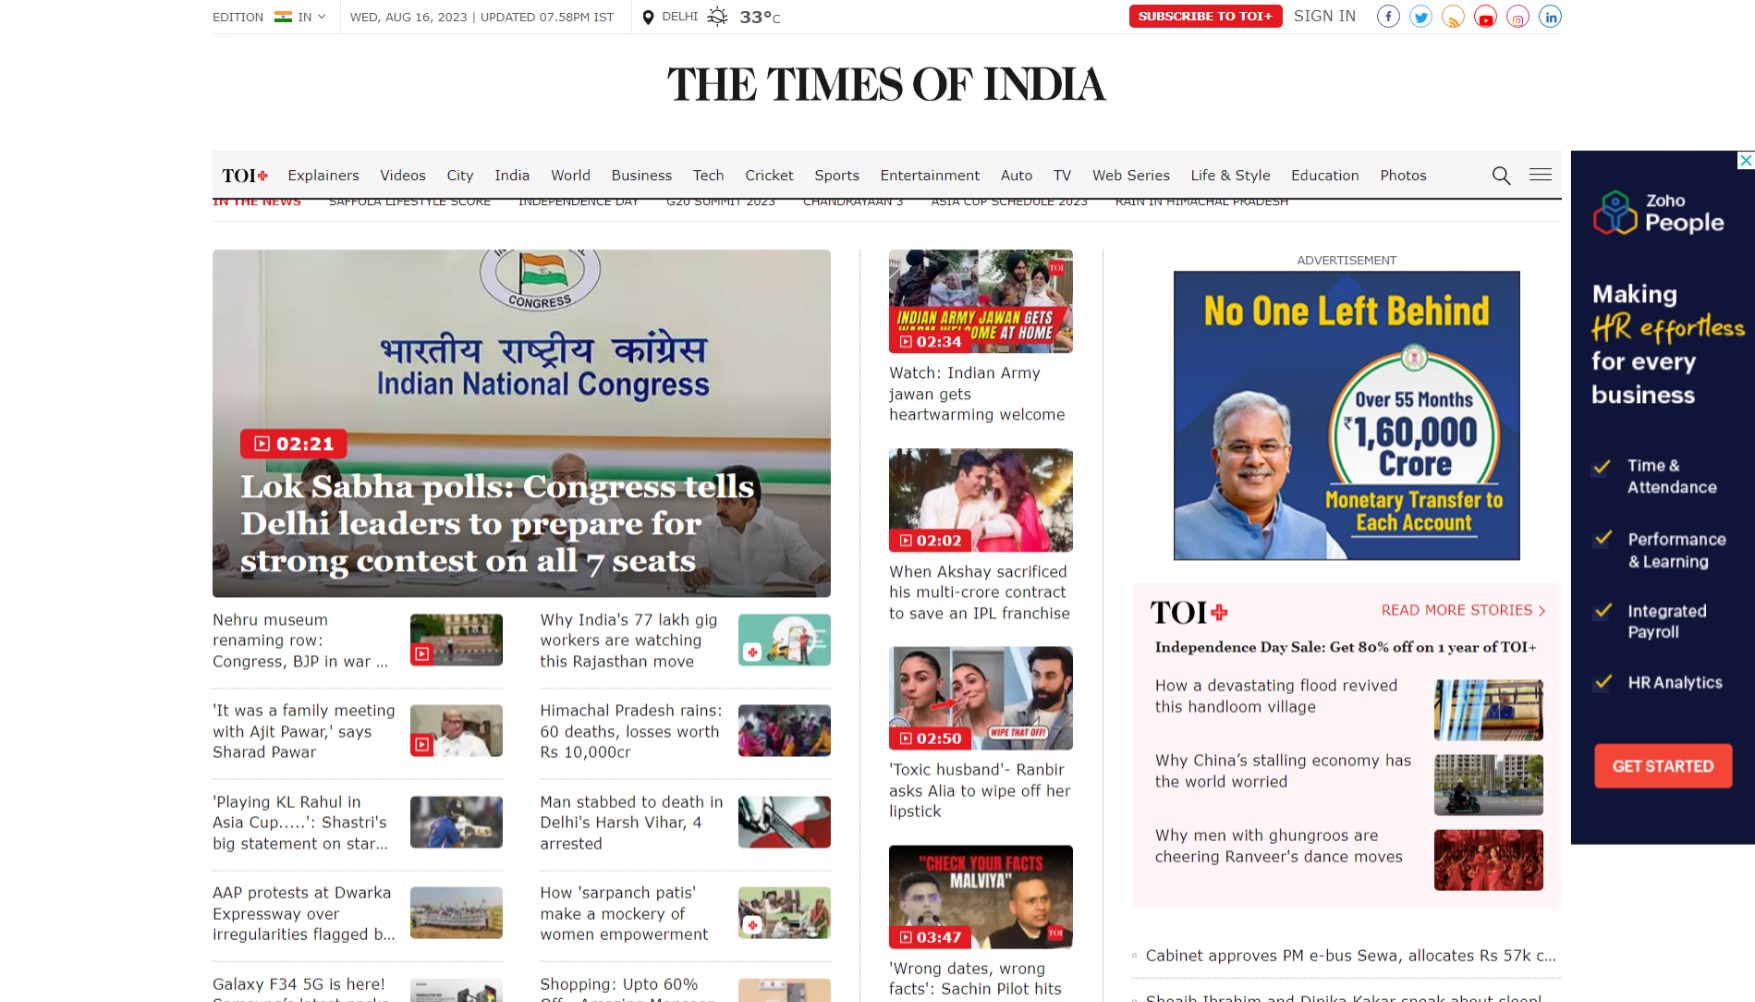 EDITION IN WED, AUG 16, 2023 | UPDATED 07.58PM IST DELHI 33°C SUBSCRIBE TO TOI+ SIGN IN
THE TIMES OF INDIA
TOI+ Explainers Videos City India World Business Tech Cricket Sports Entertainment Auto TV Web Series Life & Style Education Photos
IN THE NEWS SAFFOLA LIFESTYLE SCORE INDEPENDENCE DAY G20 SUMMIT 2023 CHANDRAYAAN 3 ASIA CUP SCHEDULE 2023 RAIN IN HIMACHAL PRADESH
CONGRESS
भारतीय राष्ट्रीय कांग्रेस
Indian National Congress
02:21
Lok Sabha polls: Congress tells
Delhi leaders to prepare for
strong contest on all 7 seats
Nehru museum
renaming row:
Congress, BJP in war ...
'It was a family meeting
with Ajit Pawar,' says
Sharad Pawar
'Playing KL Rahul in
Asia Cup.....': Shastri's
big statement on star...
AAP protests at Dwarka
Expressway over
irregularities flagged b...
Galaxy F34 5G is here!
Why India's 77 lakh gig
workers are watching
this Rajasthan move
Himachal Pradesh rains:
60 deaths, losses worth
Rs 10,000cr
Man stabbed to death in
Delhi's Harsh Vihar, 4
arrested
How 'sarpanch patis'
make a mockery of
women empowerment
Shopping: Upto 60%
TOI
INDIAN ARMY JAWAN GETS
WARM WELCOME AT HOME
02:34
Watch: Indian Army
jawan gets
heartwarming welcome
02:02
When Akshay sacrificed
his multi-crore contract
to save an IPL franchise
WIPE THAT OFF!
02:50
'Toxic husband'- Ranbir
asks Alia to wipe off her
lipstick
"CHECK YOUR FACTS
MALVIYA"
TOI
03:47
'Wrong dates, wrong
facts': Sachin Pilot hits
ADVERTISEMENT
No One Left Behind
Over 55 Months
₹1,60,000
Crore
Monetary Transfer to
Each Account
TOI+ READ MORE STORIES
Independence Day Sale: Get 80% off on 1 year of TOI+
How a devastating flood revived
this handloom village
Why China’s stalling economy has
the world worried
Why men with ghungroos are
cheering Ranveer's dance moves
Cabinet approves PM e-bus Sewa, allocates Rs 57k c...
Shoaib Ibrahim and Dipika Kakar speak about
Zoho
People
Making
HR effortless
for every
business
Time &
Attendance
Performance
& Learning
Integrated
Payroll
HR Analytics
GET STARTED